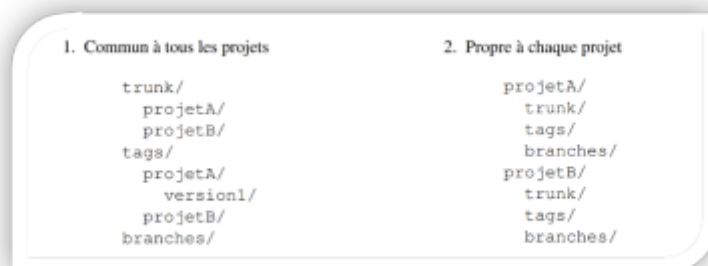 1. Commun à tous les projets
trunk/
projetA/
projetB/
tags/
projetA/
version1/
projetB/
branches/
2. Propre à chaque projet
projetA/
trunk/
tags/
branches/
projetB/
trunk/
tags/
branches/